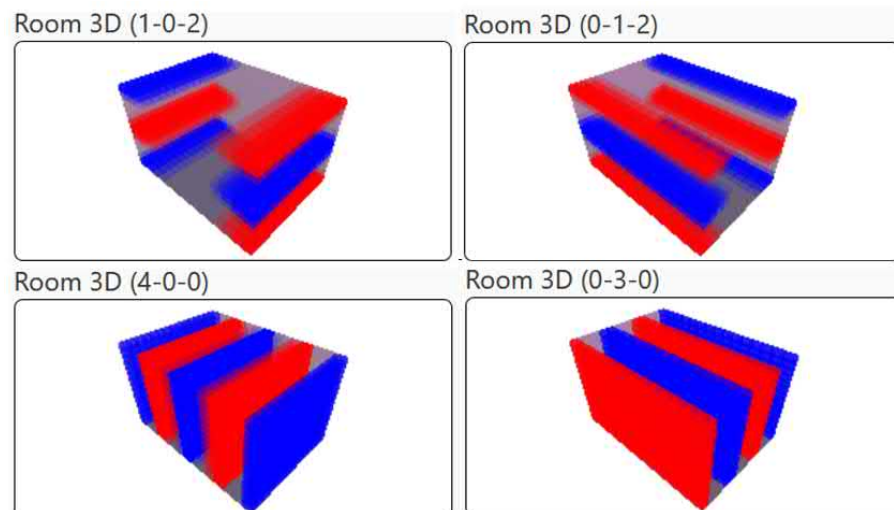 Room 3D (1-0-2)
Room 3D (0-1-2)
Room 3D (4-0-0)
Room 3D (0-3-0)